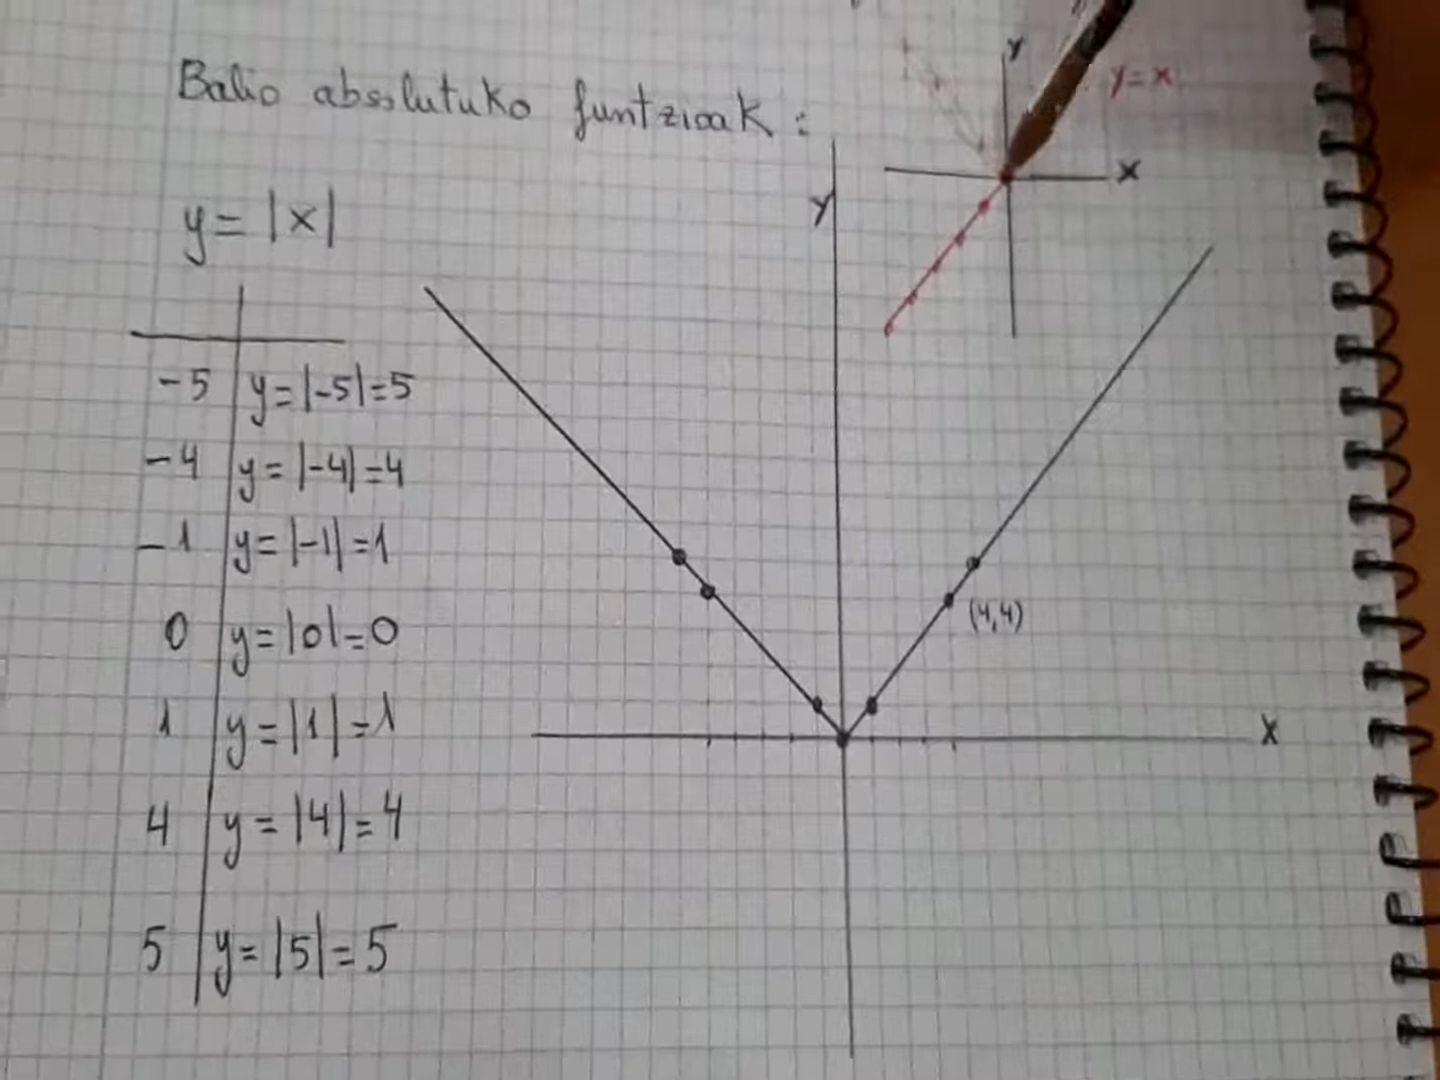 Balio absolutuko funtzioak :
y = |x|
-5 y = |-5| = 5
-4 y = |-4| = 4
-1 y = |-1| = 1
0 y = |0| = 0
1 y = |1| = 1
4 y = |4| = 4
5 y = |5| = 5
y
x
(4,4)
y
x
y = x